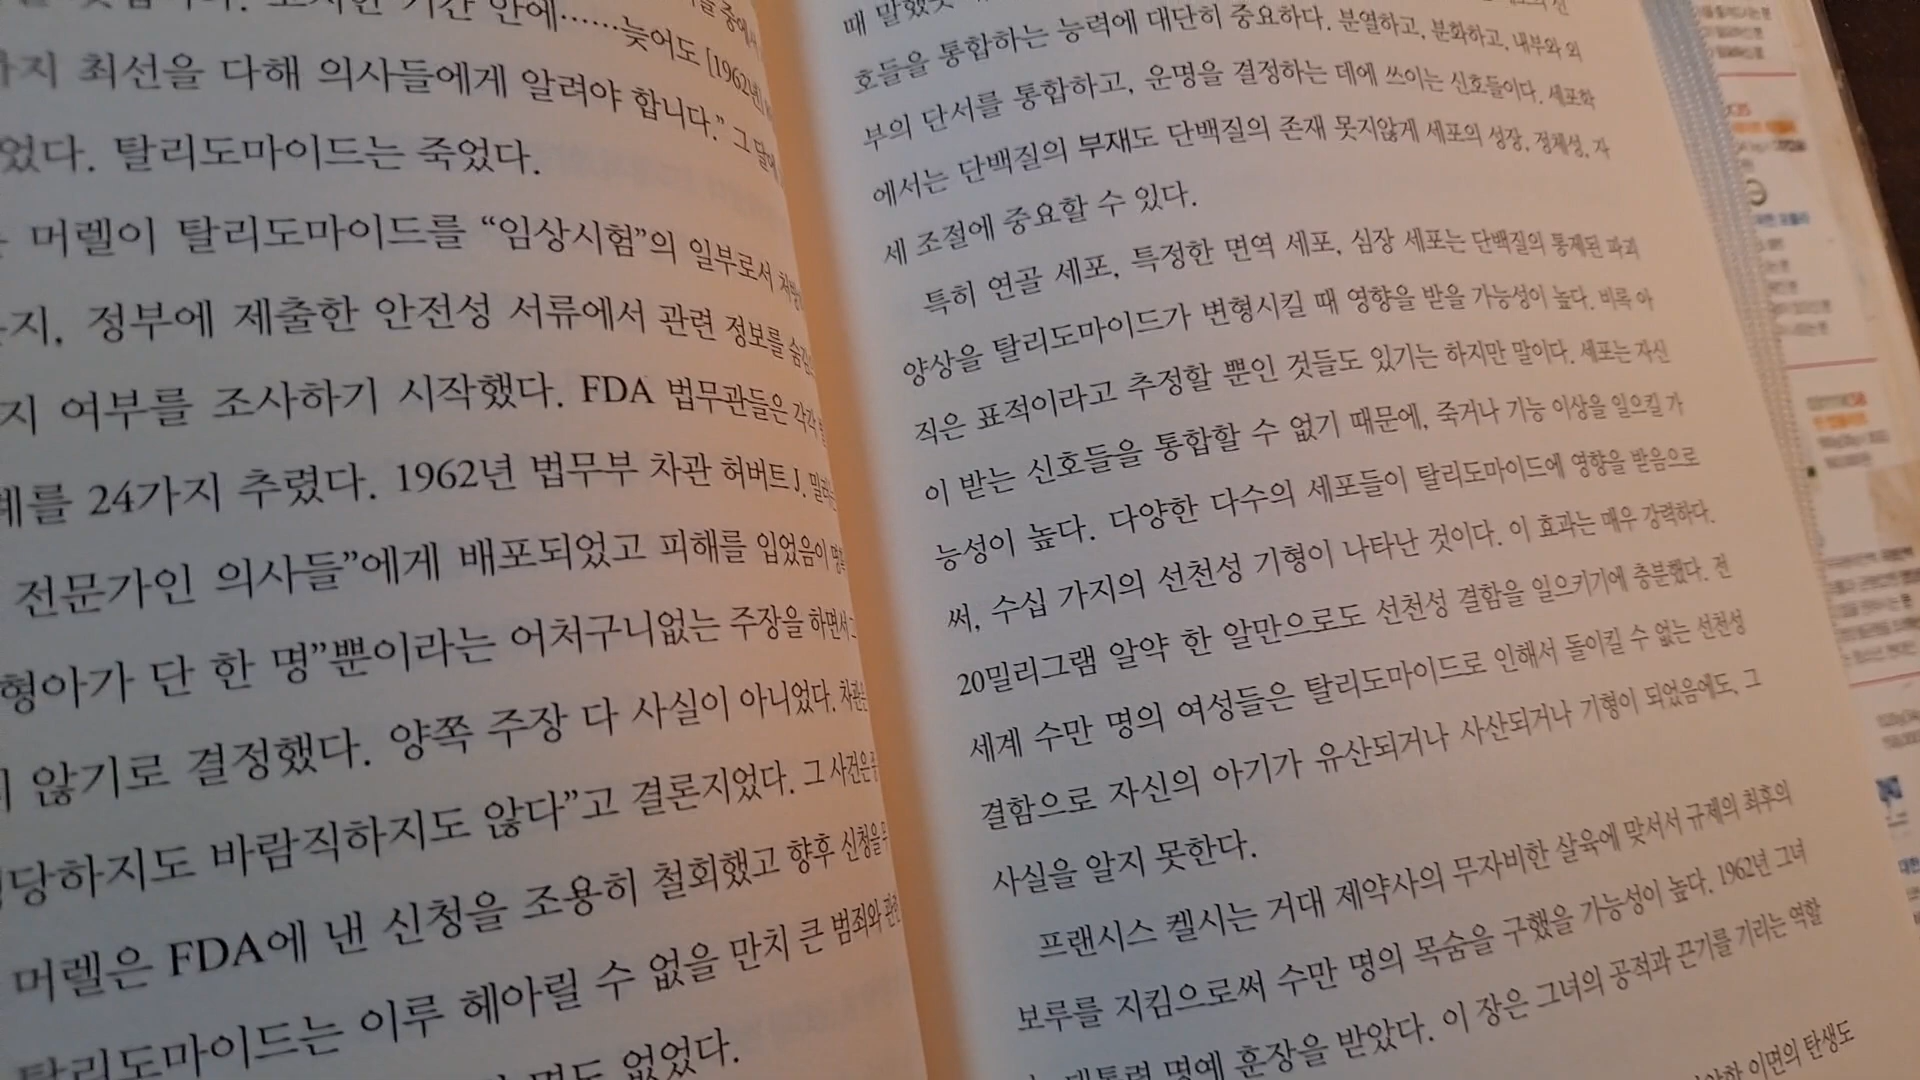 기간 안에……늦어도 [1962년]
최선을 다해 의사들에게 알려야 합니다.” 그 달에
었다. 탈리도마이드는 죽었다.
머렐이 탈리도마이드를 “임상시험”의 일부로서
지, 정부에 제출한 안전성 서류에서 관련 정보를
지 여부를 조사하기 시작했다. FDA 법무관들은 각각
례를 24가지 추렸다. 1962년 법무부 차관 허버트 J. 밀러는
전문가인 의사들”에게 배포되었고 피해를 입었음이
형아가 단 한 명”뿐이라는 어처구니없는 주장을 하면서
않기로 결정했다. 양쪽 주장 다 사실이 아니었다. 차관은
당하지도 바람직하지도 않다”고 결론지었다. 그 사건은
머렐은 FDA에 낸 신청을 조용히 철회했고 향후 신청을
탈리도마이드는 이루 헤아릴 수 없을 만치 큰 범죄와
명도 없었다.
때
호들을 통합하는 능력에 대단히 중요하다. 분열하고, 분화하고, 내부와 외
부의 단서를 통합하고, 운명을 결정하는 데에 쓰이는 신호들이다. 세포학
에서는 단백질의 부재도 단백질의 존재 못지않게 세포의 성장, 정체성, 자
세 조절에 중요할 수 있다.
특히 연골 세포, 특정한 면역 세포, 심장 세포는 단백질의 통제된 파괴
양상을 탈리도마이드가 변형시킬 때 영향을 받을 가능성이 높다. 비록 아
직은 표적이라고 추정할 뿐인 것들도 있기는 하지만 말이다. 세포는 자신
이 받는 신호들을 통합할 수 없기 때문에, 죽거나 기능 이상을 일으킬 가
능성이 높다. 다양한 다수의 세포들이 탈리도마이드에 영향을 받음으로
써, 수십 가지의 선천성 기형이 나타난 것이다. 이 효과는 매우 강력하다.
20밀리그램 알약 한 알만으로도 선천성 결함을 일으키기에 충분했다. 전
세계 수만 명의 여성들은 탈리도마이드로 인해서 돌이킬 수 없는 선천성
결함으로 자신의 아기가 유산되거나 사산되거나 기형이 되었음에도, 그
사실을 알지 못한다.
프랜시스 켈시는 거대 제약사의 무자비한 살육에 맞서서 규제의 최후의
보루를 지킴으로써 수만 명의 목숨을 구했을 가능성이 높다. 1962년 그녀
대통령 명예 훈장을 받았다. 이 장은 그녀의 공적과 끈기를 기리는 역할
이면의 탄생도